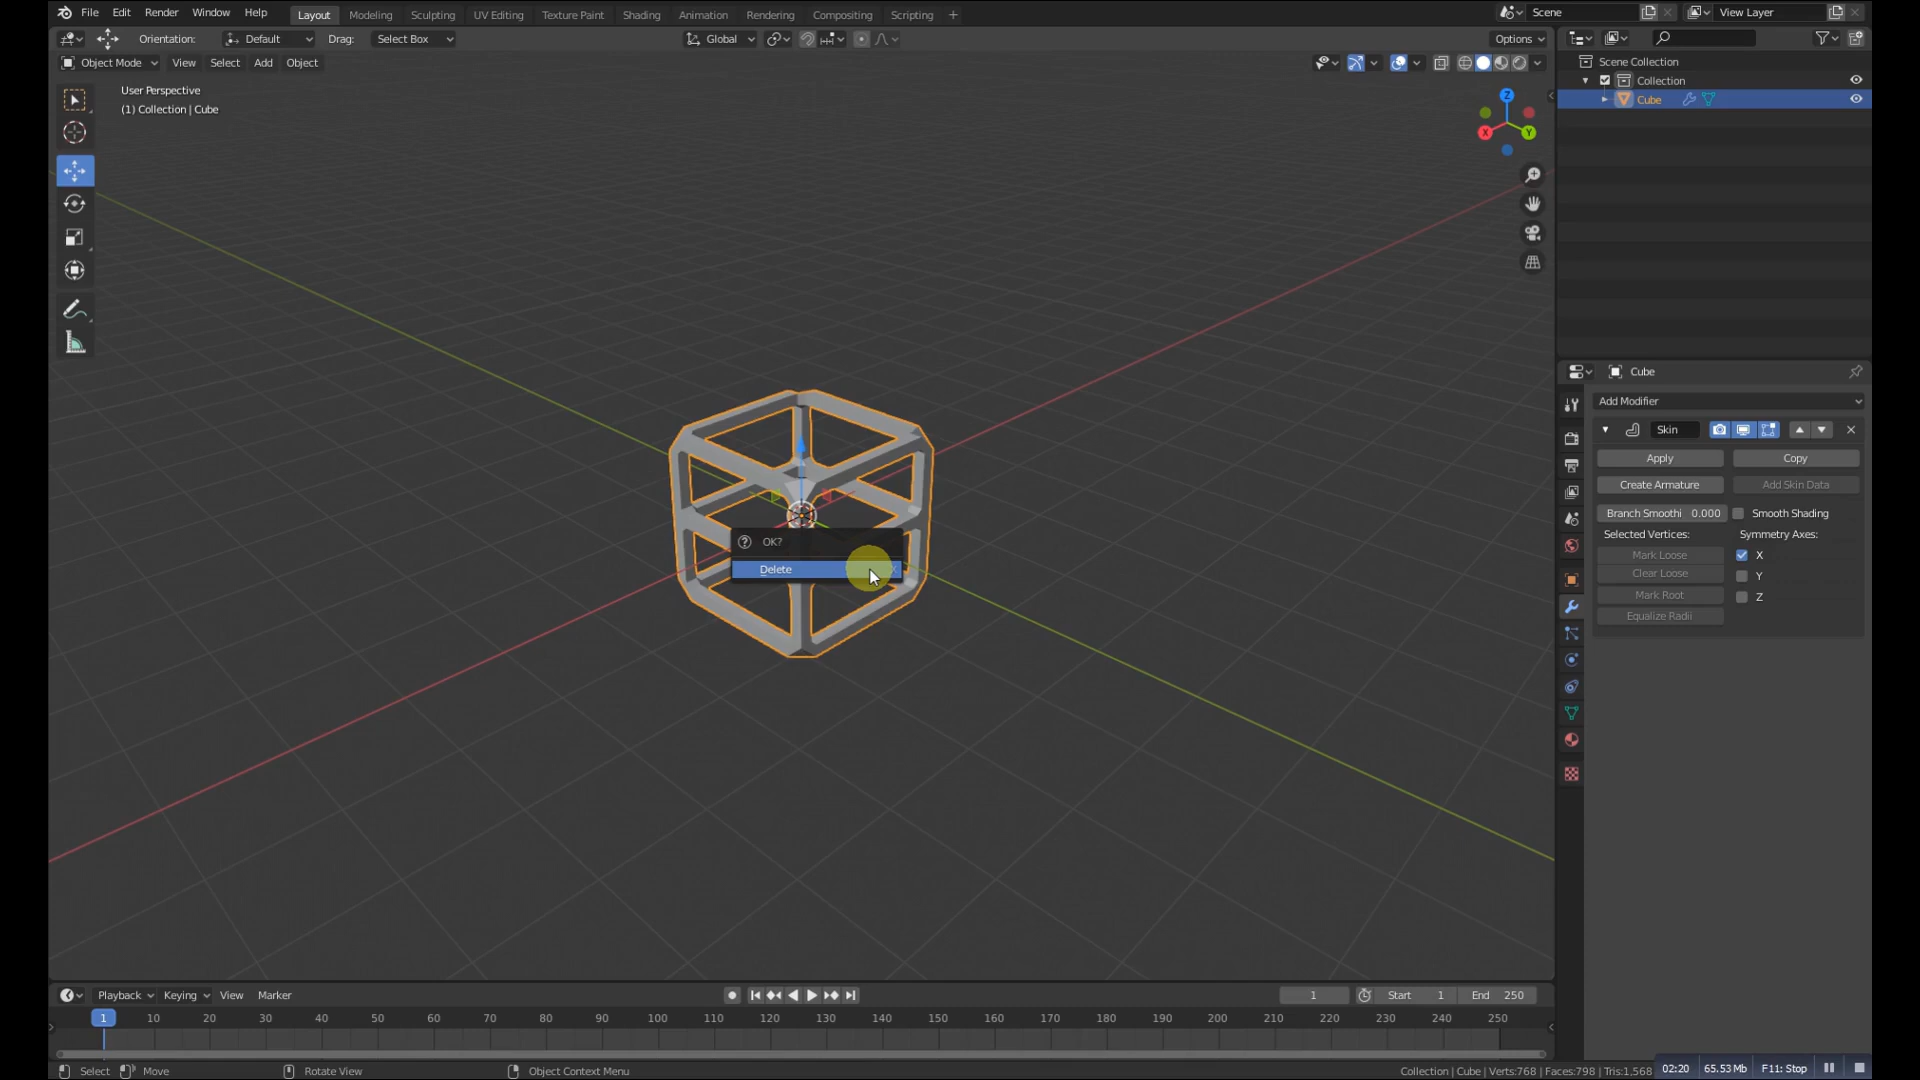 File Edit Render Window Help Layout Modeling Sculpting UV Editing Texture Paint Shading Animation Rendering Compositing Scripting + Scene View Layer
Orientation: Default Drag: Select Box Global Options
Object Mode View Select Add Object
User Perspective
(1) Collection | Cube
Z
X Y
Scene Collection
Collection
Cube
Cube
Add Modifier
Skin
Apply Copy
Create Armature Add Skin Data
Branch Smoothi 0.000 Smooth Shading
Selected Vertices: Symmetry Axes:
Mark Loose X
Clear Loose Y
Mark Root Z
Equalize Radii
OK?
Delete
Playback Keying View Marker 1 Start 1 End 250
1 10 20 30 40 50 60 70 80 90 100 110 120 130 140 150 160 170 180 190 200 210 220 230 240 250
Select Move Rotate View Object Context Menu Collection | Cube | Verts:768 | Faces:798 | Tris:1,568 02:20 65.53 Mb F11: Stop